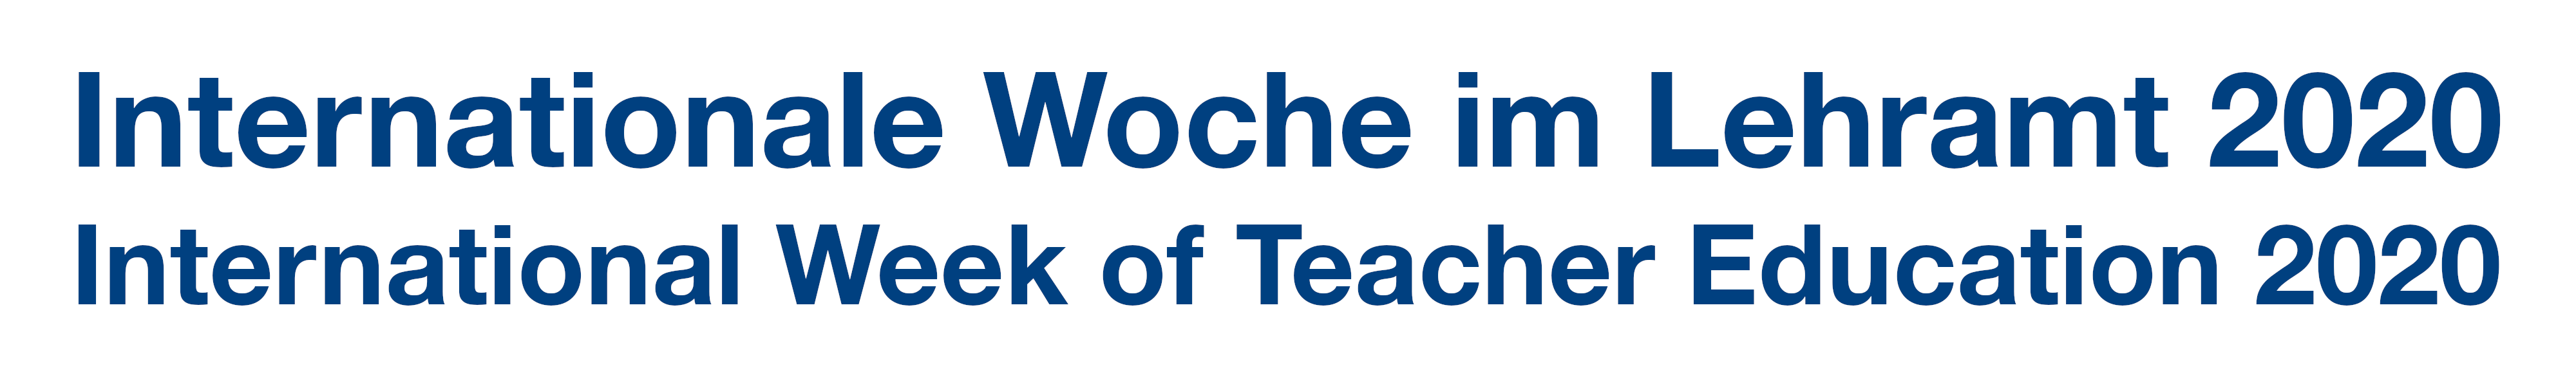 Internationale Woche im Lehramt 2020
International Week of Teacher Education 2020